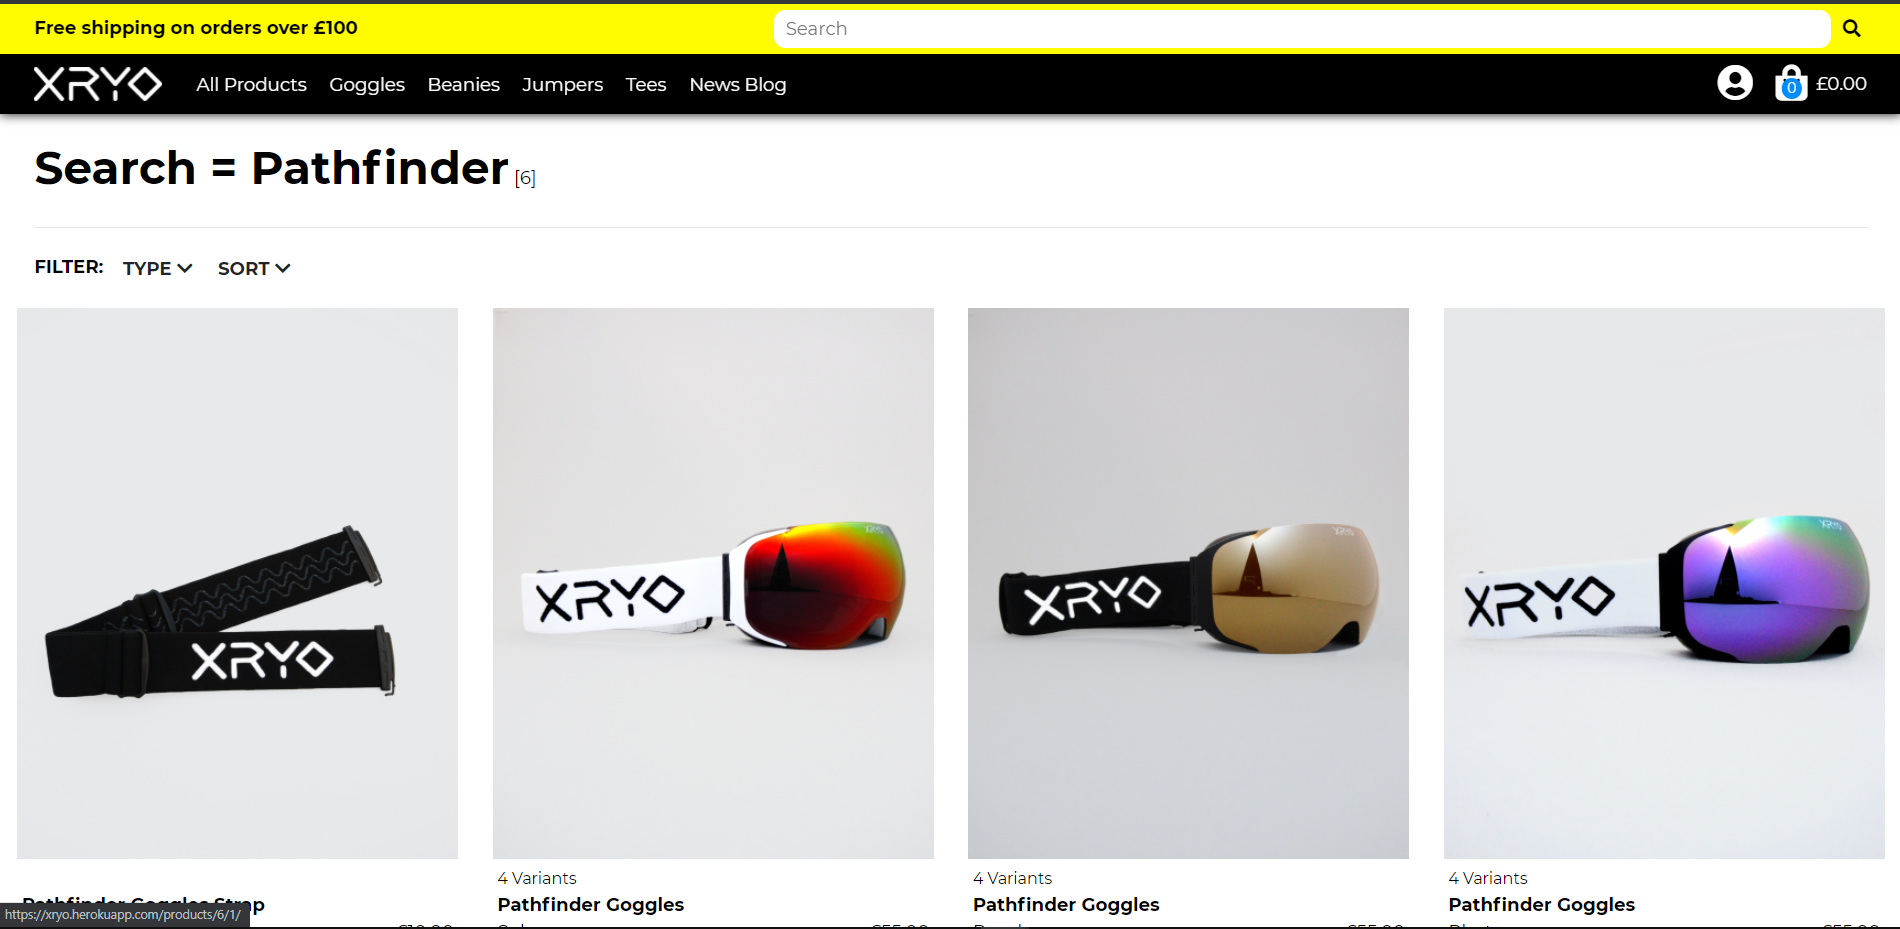 Free shipping on orders over £100
Search
XRYO
All Products Goggles Beanies Jumpers Tees News Blog
0 £0.00
Search = Pathfinder [6]
FILTER: TYPE SORT
XRYO
XRYO
XRYO
XRYO
4 Variants
4 Variants
4 Variants
Pathfinder Goggles Strap
Pathfinder Goggles
Pathfinder Goggles
Pathfinder Goggles
https://xryo.herokuapp.com/products/6/1/